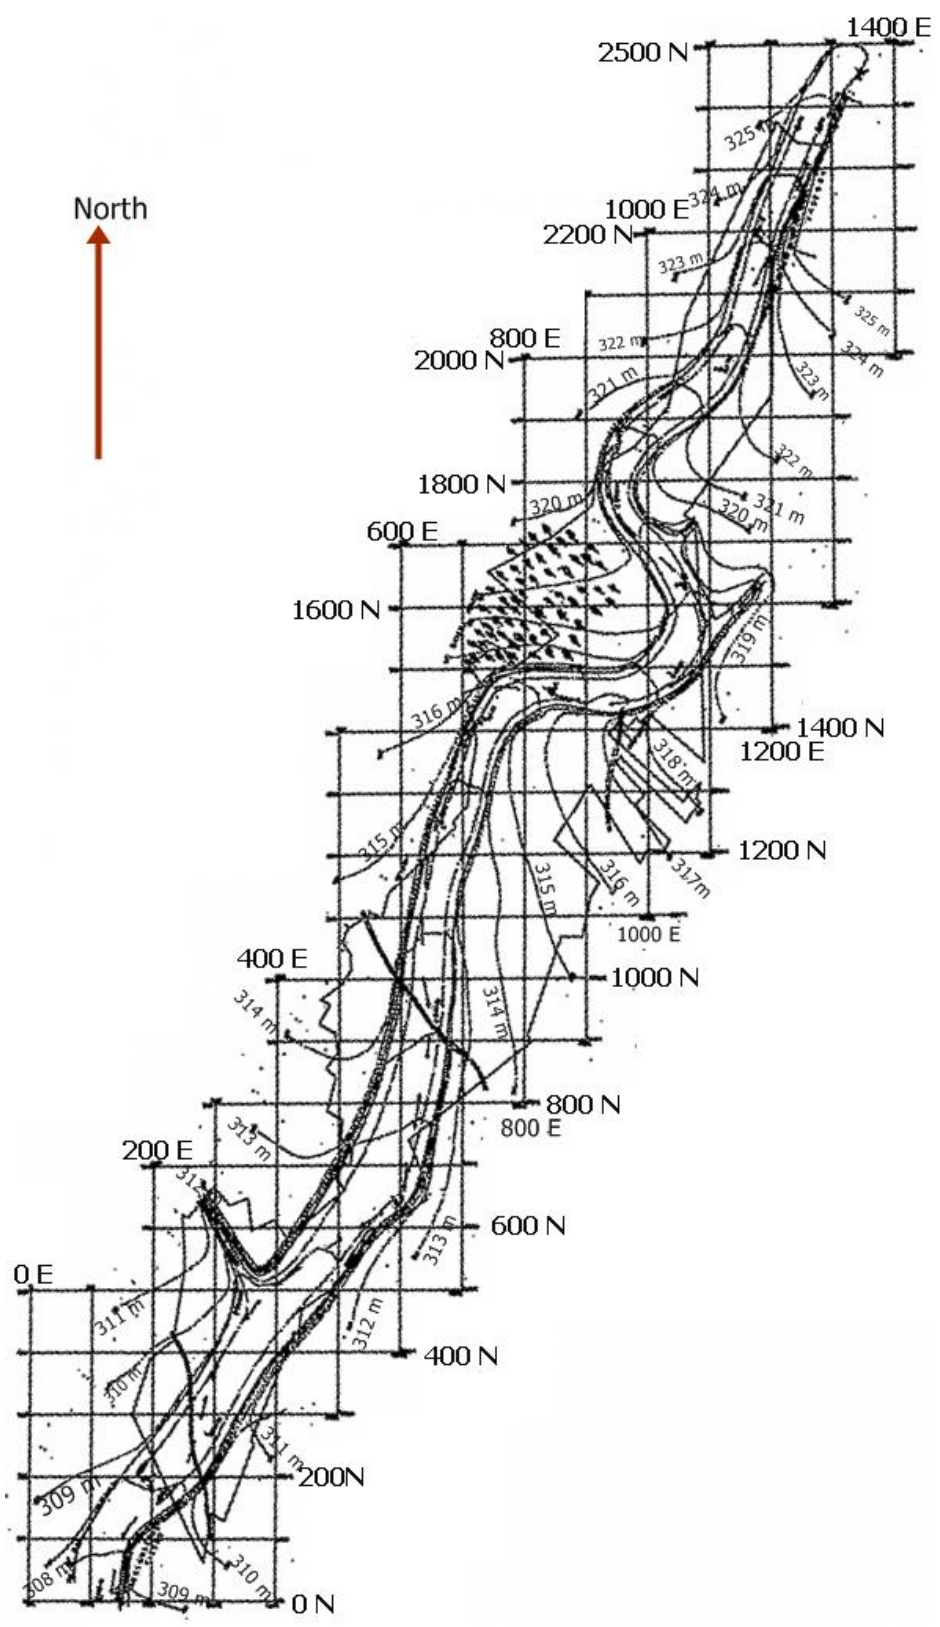 1400 E
2500 N
325 m
324 m
North
1000 E
2200 N
323 m
325 m
322 m
800 E
2000 N
324 m
321 m
323 m
322 m
1800 N
320 m
321 m
320 m
600 E
1600 N
319 m
316 m
1400 N
318 m
1200 E
315 m
1200 N
315 m
316 m
317m
1000 E
400 E
1000 N
314 m
314 m
800 N
800 E
313 m
200 E
312
600 N
313 m
0 E
311 m
312 m
400 N
310 m
311 m
200N
309 m
308 m
310 m
309 m
0 N